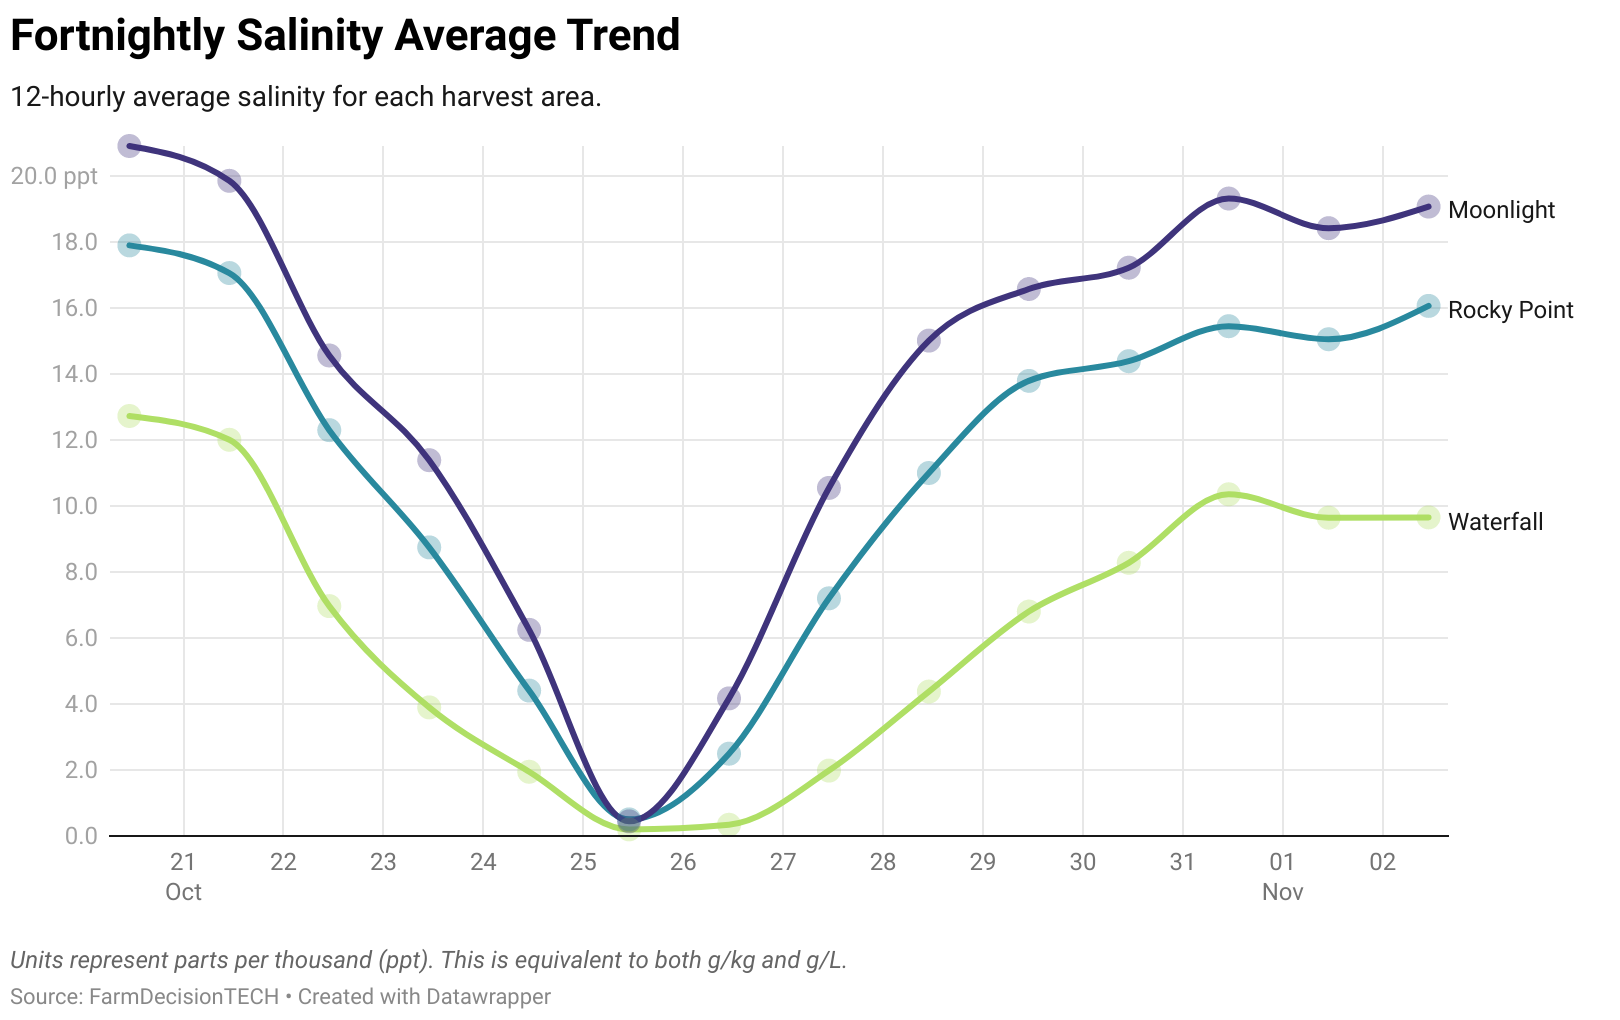 Fortnightly Salinity Average Trend
12-hourly average salinity for each harvest area.
20.0 ppt
18.0
16.0
14.0
12.0
10.0
8.0
6.0
4.0
2.0
0.0
Moonlight
Rocky Point
Waterfall
21 22 23 24 25 26 27 28 29 30 31 01 02
Oct Nov
Units represent parts per thousand (ppt). This is equivalent to both g/kg and g/L.
Source: FarmDecisionTECH • Created with Datawrapper